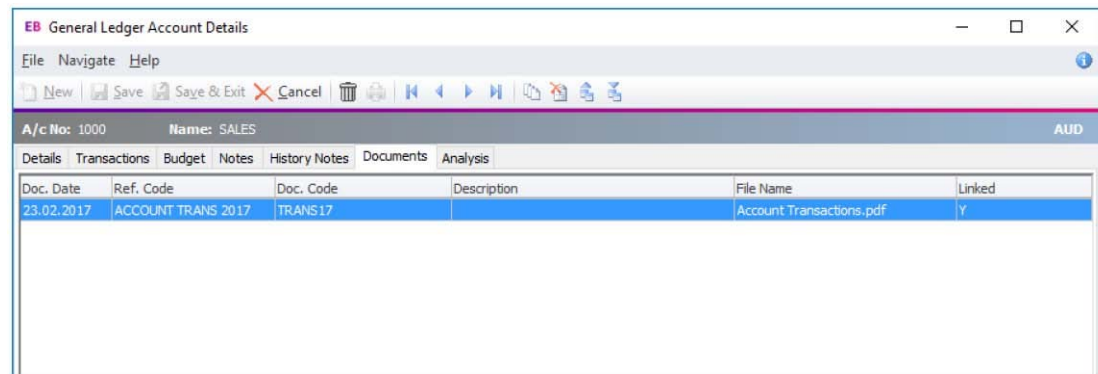 EB General Ledger Account Details
File Navigate Help
New Save Save & Exit Cancel
A/c No: 1000 Name: SALES AUD
Details Transactions Budget Notes History Notes Documents Analysis
Doc. Date Ref. Code Doc. Code Description File Name Linked
23.02.2017 ACCOUNT TRANS 2017 TRANS17 Account Transactions.pdf Y